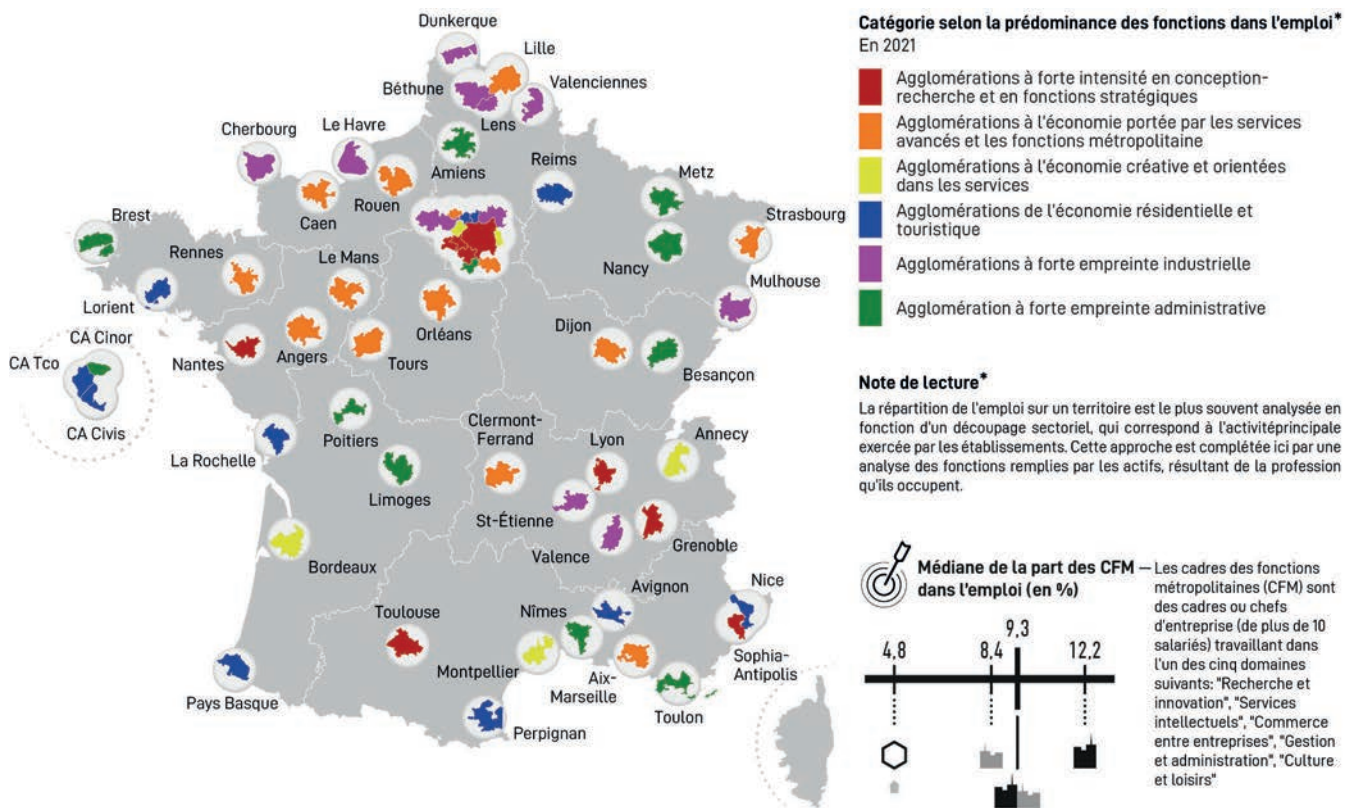 Dunkerque
Lille
Béthune
Valenciennes
Lens
Cherbourg
Le Havre
Amiens
Reims
Metz
Caen
Rouen
Strasbourg
Brest
Rennes
Le Mans
Nancy
Lorient
Mulhouse
CA Cinor
CA Tco
CA Civis
Nantes
Angers
Tours
Orléans
Dijon
Besançon
La Rochelle
Poitiers
Limoges
Clermont-
Ferrand
Lyon
Annecy
St-Étienne
Valence
Grenoble
Bordeaux
Avignon
Nice
Toulouse
Nîmes
Montpellier
Aix-
Marseille
Sophia-
Antipolis
Toulon
Pays Basque
Perpignan
Catégorie selon la prédominance des fonctions dans l'emploi*
En 2021
Agglomérations à forte intensité en conception-
recherche et en fonctions stratégiques
Agglomérations à l'économie portée par les services
avancés et les fonctions métropolitaine
Agglomérations à l'économie créative et orientées
dans les services
Agglomérations de l'économie résidentielle et
touristique
Agglomérations à forte empreinte industrielle
Agglomération à forte empreinte administrative
Note de lecture*
La répartition de l'emploi sur un territoire est le plus souvent analysée en
fonction d'un découpage sectoriel, qui correspond à l'activitéprincipale
exercée par les établissements. Cette approche est complétée ici par une
analyse des fonctions remplies par les actifs, résultant de la profession
qu'ils occupent.
Médiane de la part des CFM
dans l'emploi (en %)
4,8
8,4
9,3
12,2
— Les cadres des fonctions
métropolitaines (CFM) sont
des cadres ou chefs
d'entreprise (de plus de 10
salariés) travaillant dans
l'un des cinq domaines
suivants: "Recherche et
innovation", "Services
intellectuels", "Commerce
entre entreprises", "Gestion
et administration", "Culture
et loisirs"